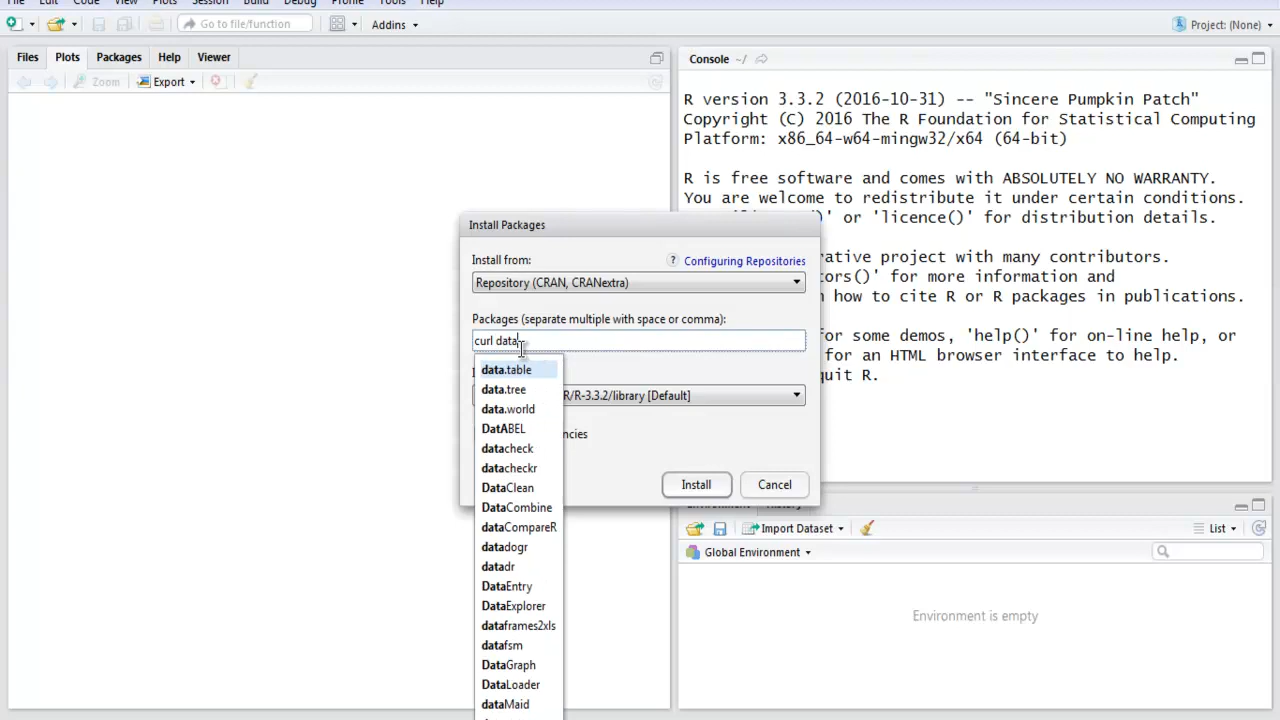 File Edit Code View Plots Session Build Debug Profile Tools Help
Go to file/function
Addins
Project: (None)
Files Plots Packages Help Viewer
Zoom Export
Console ~/
R version 3.3.2 (2016-10-31) -- "Sincere Pumpkin Patch"
Copyright (C) 2016 The R Foundation for Statistical Computing
Platform: x86_64-w64-mingw32/x64 (64-bit)
R is free software and comes with ABSOLUTELY NO WARRANTY.
You are welcome to redistribute it under certain conditions.
)' or 'licence()' for distribution details.
rative project with many contributors.
tors()' for more information and
n how to cite R or R packages in publications.
for some demos, 'help()' for on-line help, or
for an HTML browser interface to help.
quit R.
Install Packages
Install from:
? Configuring Repositories
Repository (CRAN, CRANextra)
Packages (separate multiple with space or comma):
curl data
R/R-3.3.2/library [Default]
ncies
Install Cancel
data.table
data.tree
data.world
DatABEL
datacheck
datacheckr
DataClean
DataCombine
dataCompareR
datadogr
datadr
DataEntry
DataExplorer
dataframes2xls
datafsm
DataGraph
DataLoader
dataMaid
Import Dataset
List
Global Environment
Environment is empty